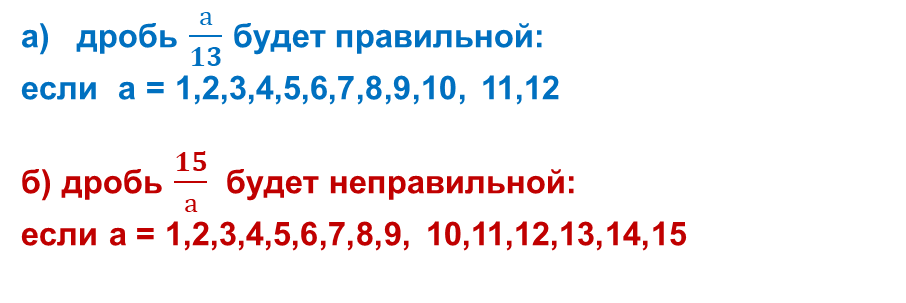 а) дробь а/13 будет правильной:
если а = 1,2,3,4,5,6,7,8,9,10, 11,12
б) дробь 15/а будет неправильной:
если а = 1,2,3,4,5,6,7,8,9, 10,11,12,13,14,15